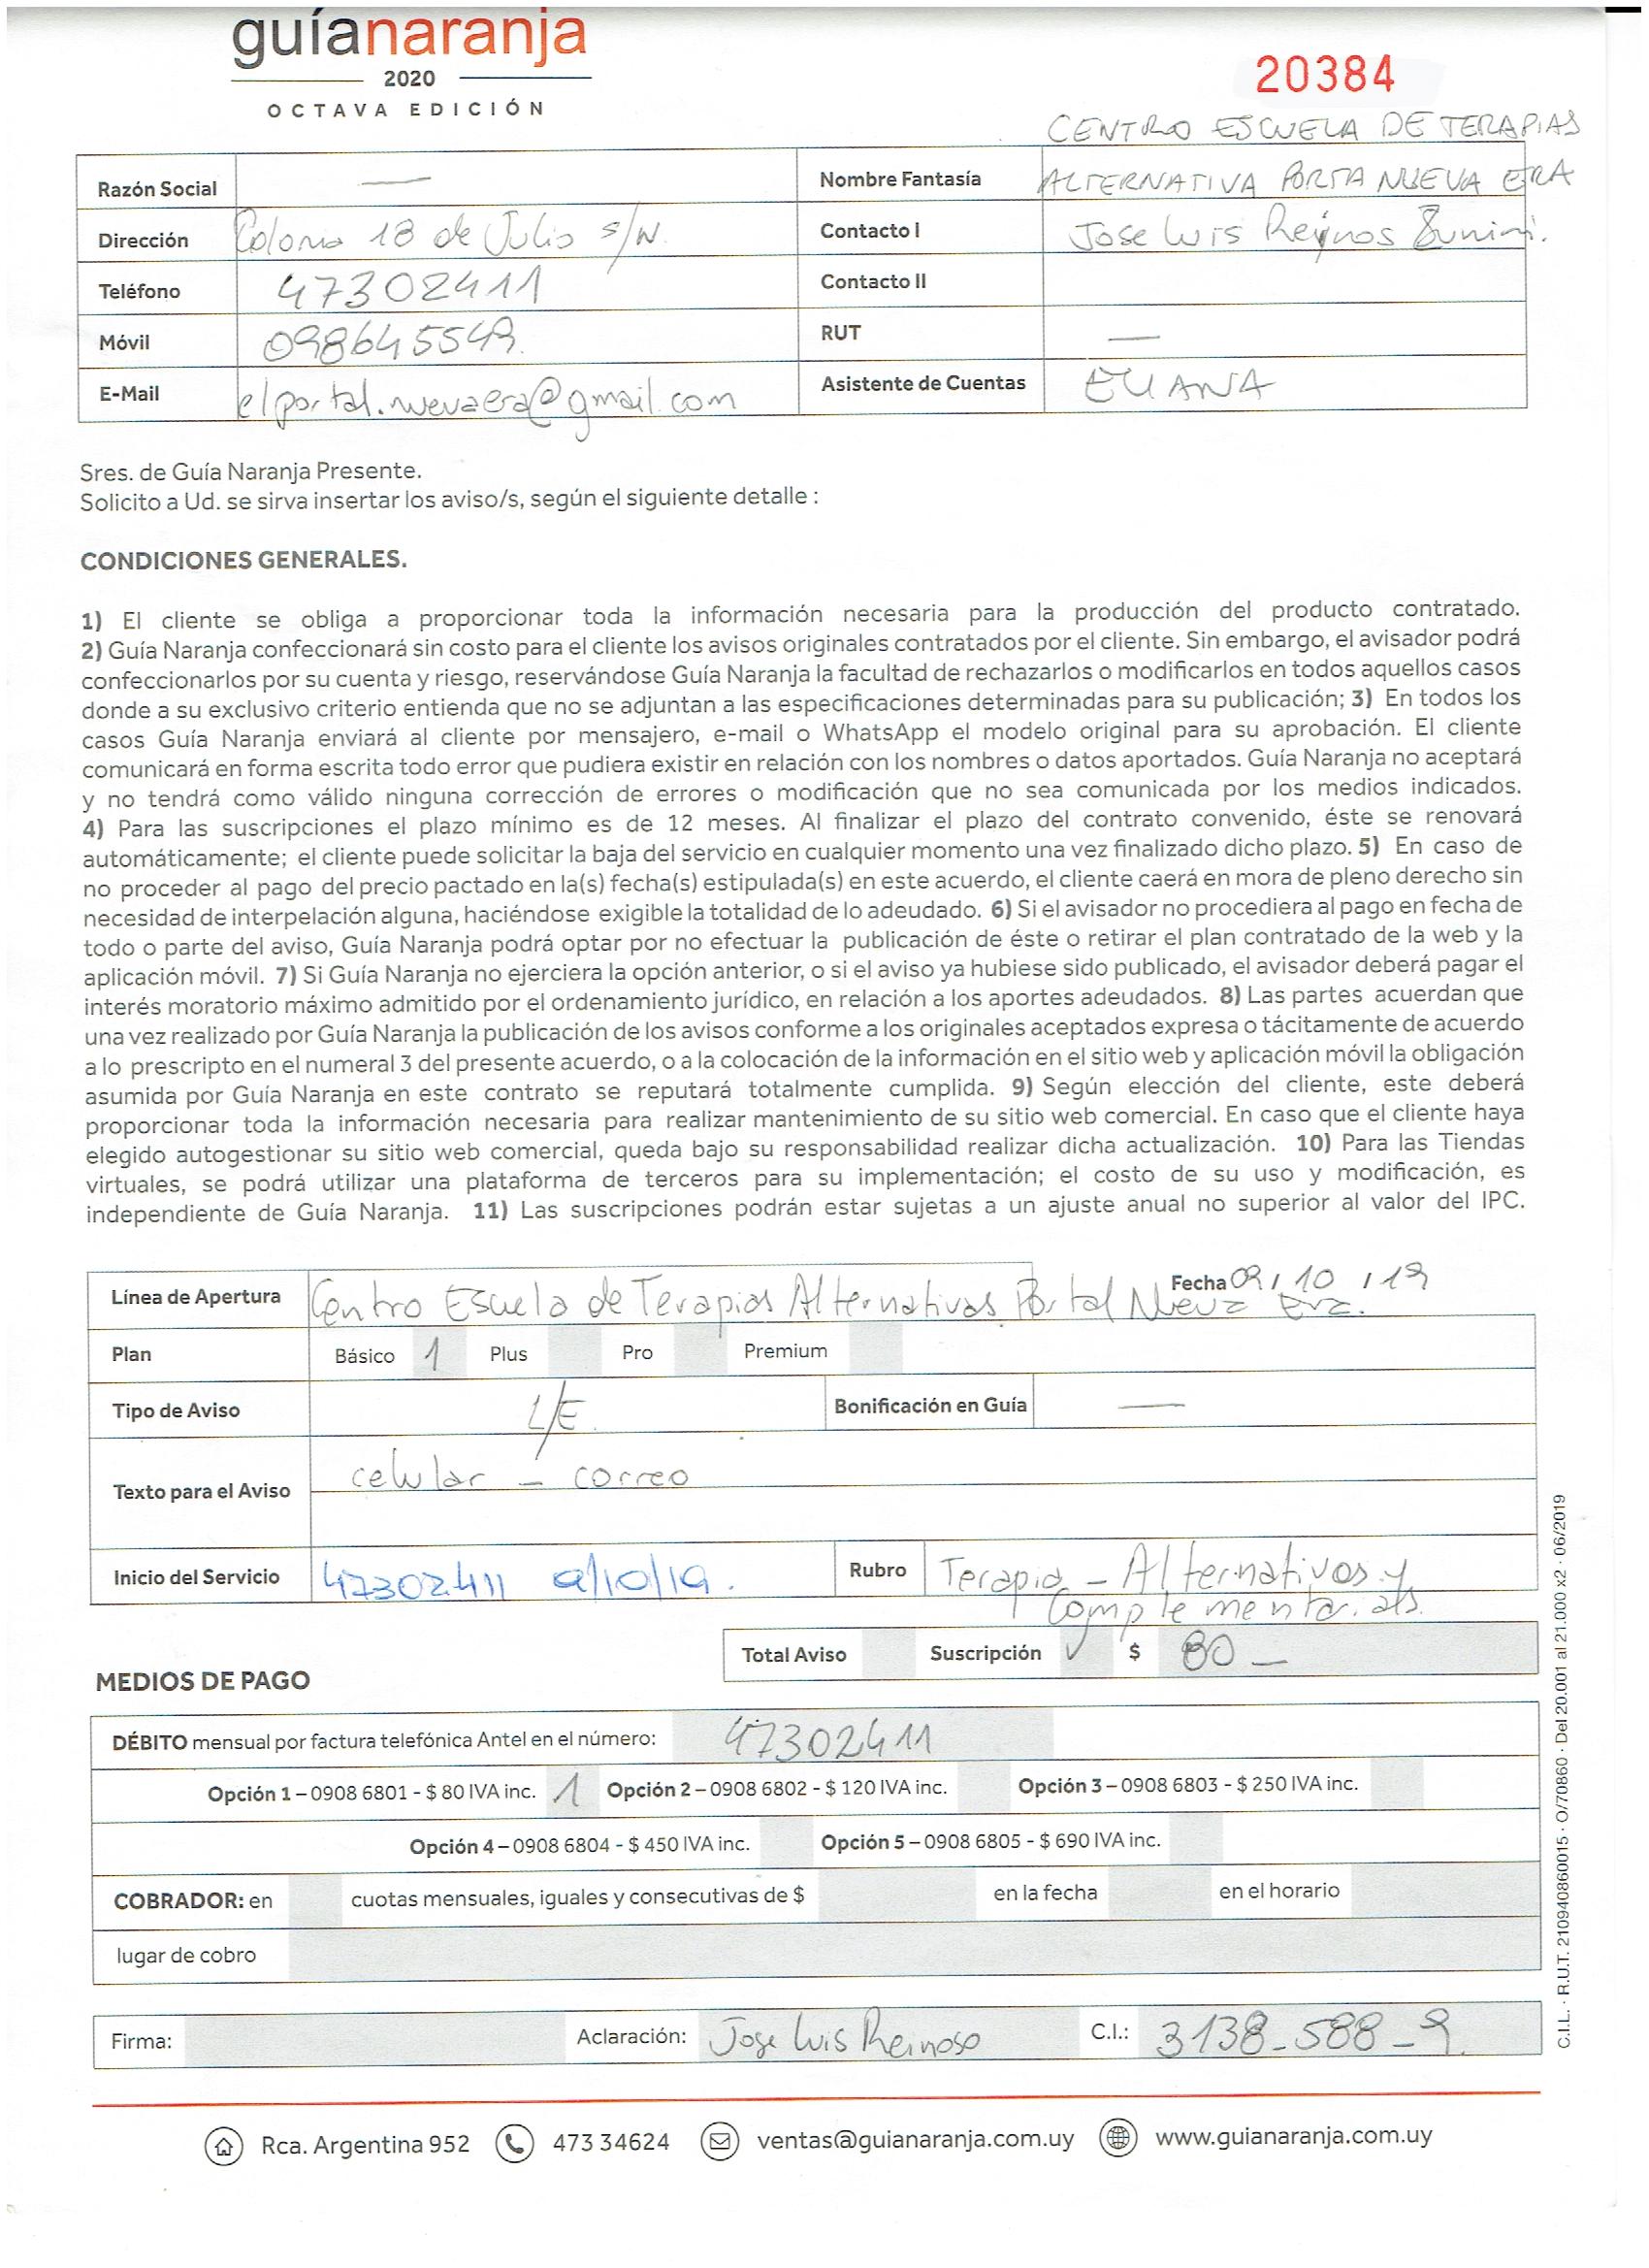 guíanaranja
2020
OCTAVA EDICIÓN
20384
CENTRO ESCUELA DE TERAPIAS
Razón Social — Nombre Fantasía ALTERNATIVA PORTA NUEVA ERA
Dirección Colonia 18 de Julio s/N. Contacto I Jose Luis Reynos Zunini.
Teléfono 47302411 Contacto II
Móvil 098645549. RUT —
E-Mail elportal.nuevaera@gmail.com Asistente de Cuentas ELIANA
Sres. de Guía Naranja Presente.
Solicito a Ud. se sirva insertar los aviso/s, según el siguiente detalle :
CONDICIONES GENERALES.
1) El cliente se obliga a proporcionar toda la información necesaria para la producción del producto contratado.
2) Guía Naranja confeccionará sin costo para el cliente los avisos originales contratados por el cliente. Sin embargo, el avisador podrá
confeccionarlos por su cuenta y riesgo, reservándose Guía Naranja la facultad de rechazarlos o modificarlos en todos aquellos casos
donde a su exclusivo criterio entienda que no se adjuntan a las especificaciones determinadas para su publicación; 3) En todos los
casos Guía Naranja enviará al cliente por mensajero, e-mail o WhatsApp el modelo original para su aprobación. El cliente
comunicará en forma escrita todo error que pudiera existir en relación con los nombres o datos aportados. Guía Naranja no aceptará
y no tendrá como válido ninguna corrección de errores o modificación que no sea comunicada por los medios indicados.
4) Para las suscripciones el plazo mínimo es de 12 meses. Al finalizar el plazo del contrato convenido, éste se renovará
automáticamente; el cliente puede solicitar la baja del servicio en cualquier momento una vez finalizado dicho plazo. 5) En caso de
no proceder al pago del precio pactado en la(s) fecha(s) estipulada(s) en este acuerdo, el cliente caerá en mora de pleno derecho sin
necesidad de interpelación alguna, haciéndose exigible la totalidad de lo adeudado. 6) Si el avisador no procediera al pago en fecha de
todo o parte del aviso, Guía Naranja podrá optar por no efectuar la publicación de éste o retirar el plan contratado de la web y la
aplicación móvil. 7) Si Guía Naranja no ejerciera la opción anterior, o si el aviso ya hubiese sido publicado, el avisador deberá pagar el
interés moratorio máximo admitido por el ordenamiento jurídico, en relación a los aportes adeudados. 8) Las partes acuerdan que
una vez realizado por Guía Naranja la publicación de los avisos conforme a los originales aceptados expresa o tácitamente de acuerdo
a lo prescripto en el numeral 3 del presente acuerdo, o a la colocación de la información en el sitio web y aplicación móvil la obligación
asumida por Guía Naranja en este contrato se reputará totalmente cumplida. 9) Según elección del cliente, este deberá
proporcionar toda la información necesaria para realizar mantenimiento de su sitio web comercial. En caso que el cliente haya
elegido autogestionar su sitio web comercial, queda bajo su responsabilidad realizar dicha actualización. 10) Para las Tiendas
virtuales, se podrá utilizar una plataforma de terceros para su implementación; el costo de su uso y modificación, es
independiente de Guía Naranja. 11) Las suscripciones podrán estar sujetas a un ajuste anual no superior al valor del IPC.
Fecha 09/10/19
Línea de Apertura Centro Escuela de Terapias Alternativas Portal Nueva Era.
Plan Básico 1 Plus Pro Premium
Tipo de Aviso L/E. Bonificación en Guía —
Texto para el Aviso celular - correo
Inicio del Servicio 47302411 9/10/19. Rubro Terapia - Alternativos y
Complementarias.
Total Aviso Suscripción ✓ $ 80 —
MEDIOS DE PAGO
DÉBITO mensual por factura telefónica Antel en el número: 47302411
Opción 1 – 0908 6801 - $ 80 IVA inc. 1 Opción 2 – 0908 6802 - $ 120 IVA inc. Opción 3 – 0908 6803 - $ 250 IVA inc.
Opción 4 – 0908 6804 - $ 450 IVA inc. Opción 5 – 0908 6805 - $ 690 IVA inc.
COBRADOR: en cuotas mensuales, iguales y consecutivas de $ en la fecha en el horario
lugar de cobro
Firma: Aclaración: Jose Luis Reinoso C.I.: 3138-588-9
Rca. Argentina 952 473 34624 ventas@guianaranja.com.uy www.guianaranja.com.uy
C.I.L. · R.U.T. 210940860015 · O/70860 · Del 20.001 al 21.000 x2 · 06/2019